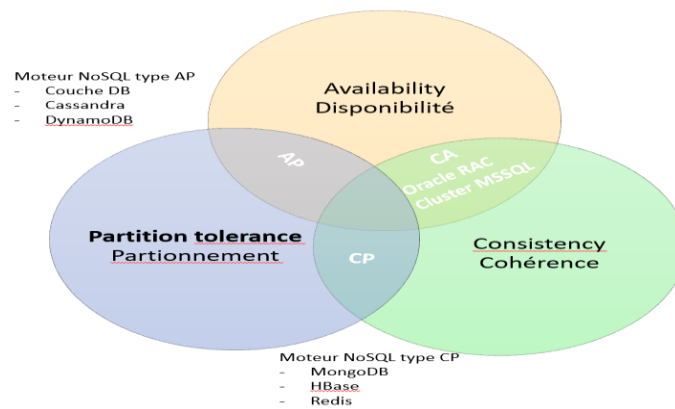 Moteur NoSQL type AP
- Couche DB
- Cassandra
- DynamoDB
Availability
Disponibilité
AP
CA
Oracle RAC
Cluster MSSQL
Partition tolerance
Partionnement
CP
Consistency
Cohérence
Moteur NoSQL type CP
- MongoDB
- HBase
- Redis